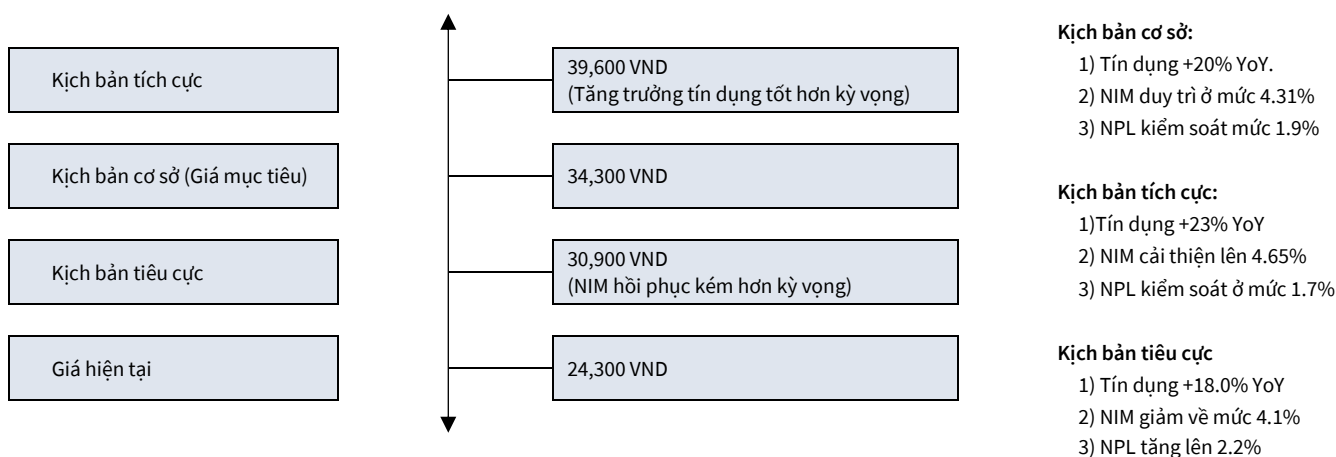 Kịch bản tích cực
39,600 VND
(Tăng trưởng tín dụng tốt hơn kỳ vọng)
Kịch bản cơ sở (Giá mục tiêu)
34,300 VND
Kịch bản tiêu cực
30,900 VND
(NIM hồi phục kém hơn kỳ vọng)
Giá hiện tại
24,300 VND
Kịch bản cơ sở:
1) Tín dụng +20% YoY.
2) NIM duy trì ở mức 4.31%
3) NPL kiểm soát mức 1.9%
Kịch bản tích cực:
1)Tín dụng +23% YoY
2) NIM cải thiện lên 4.65%
3) NPL kiểm soát ở mức 1.7%
Kịch bản tiêu cực
1) Tín dụng +18.0% YoY
2) NIM giảm về mức 4.1%
3) NPL tăng lên 2.2%